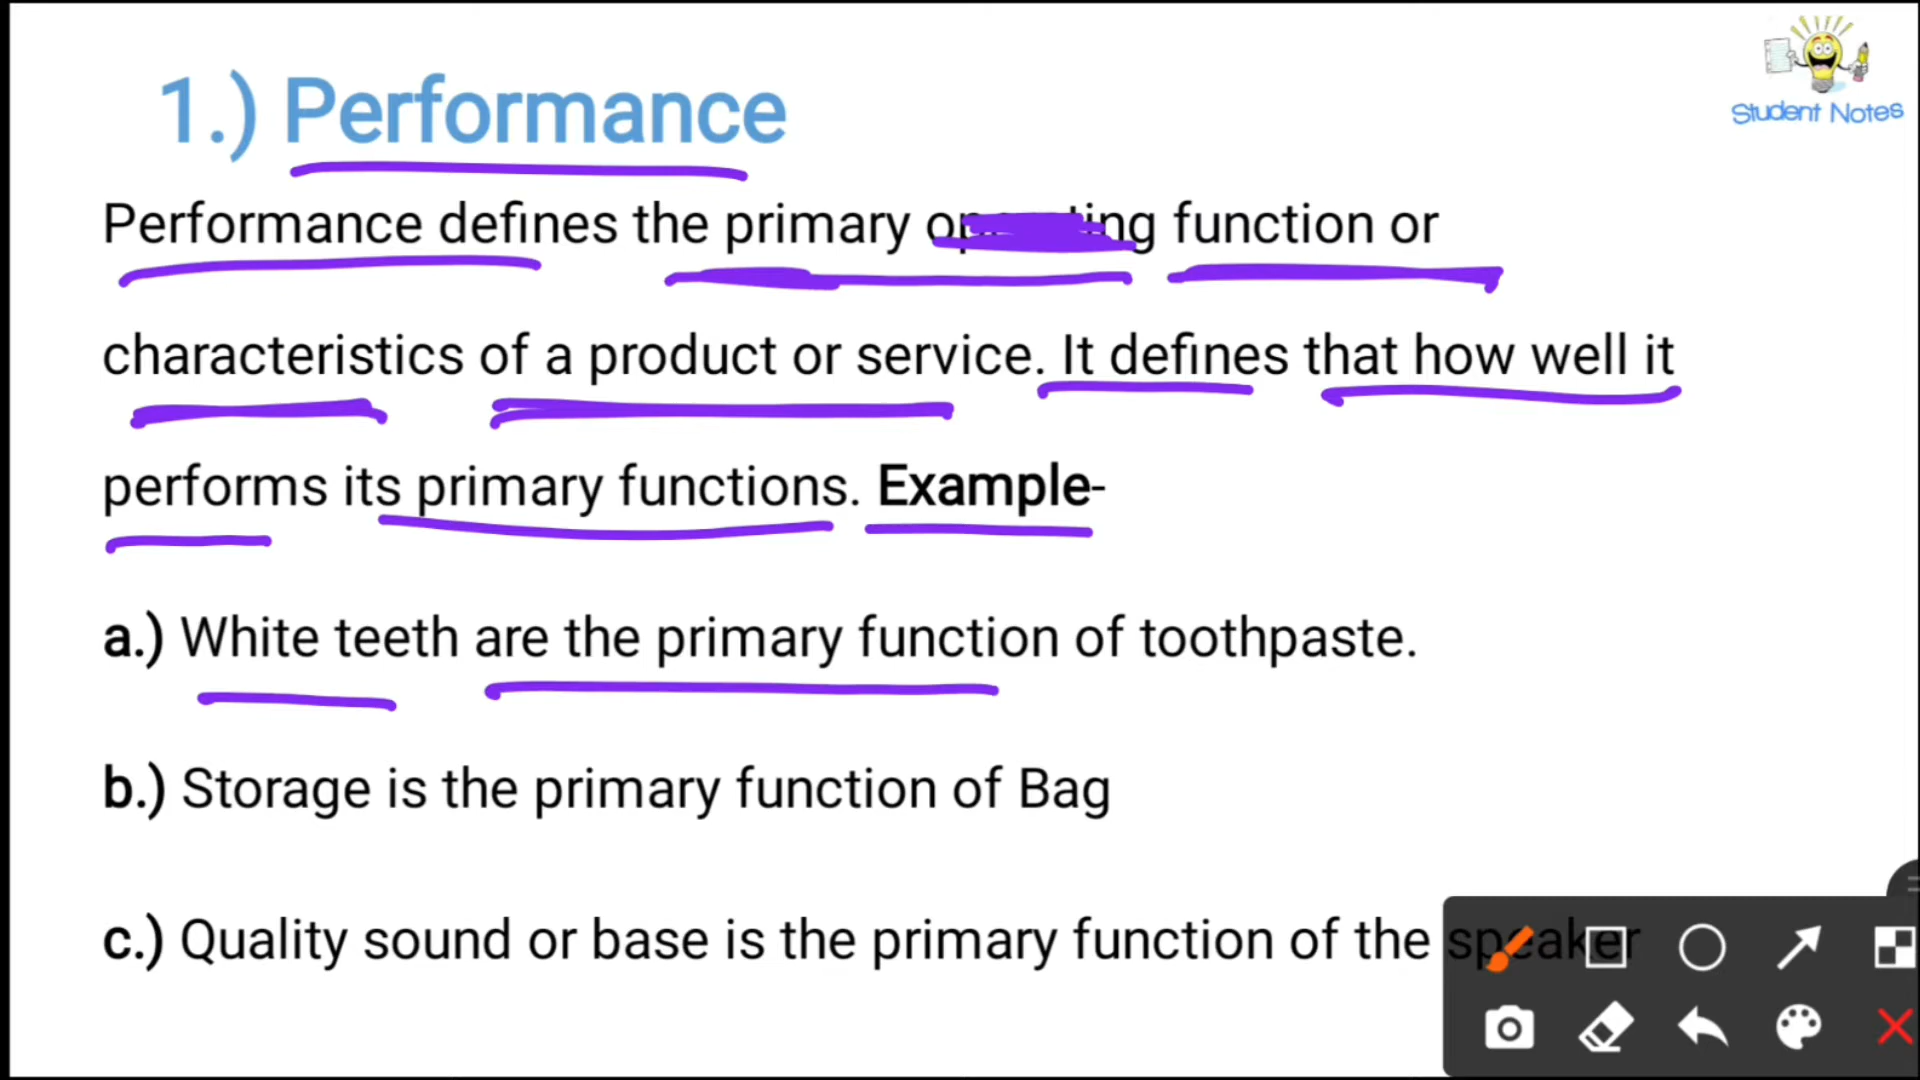 Student Notes
1.) Performance
Performance defines the primary operating function or
characteristics of a product or service. It defines that how well it
performs its primary functions. Example-
a.) White teeth are the primary function of toothpaste.
b.) Storage is the primary function of Bag
c.) Quality sound or base is the primary function of the speaker